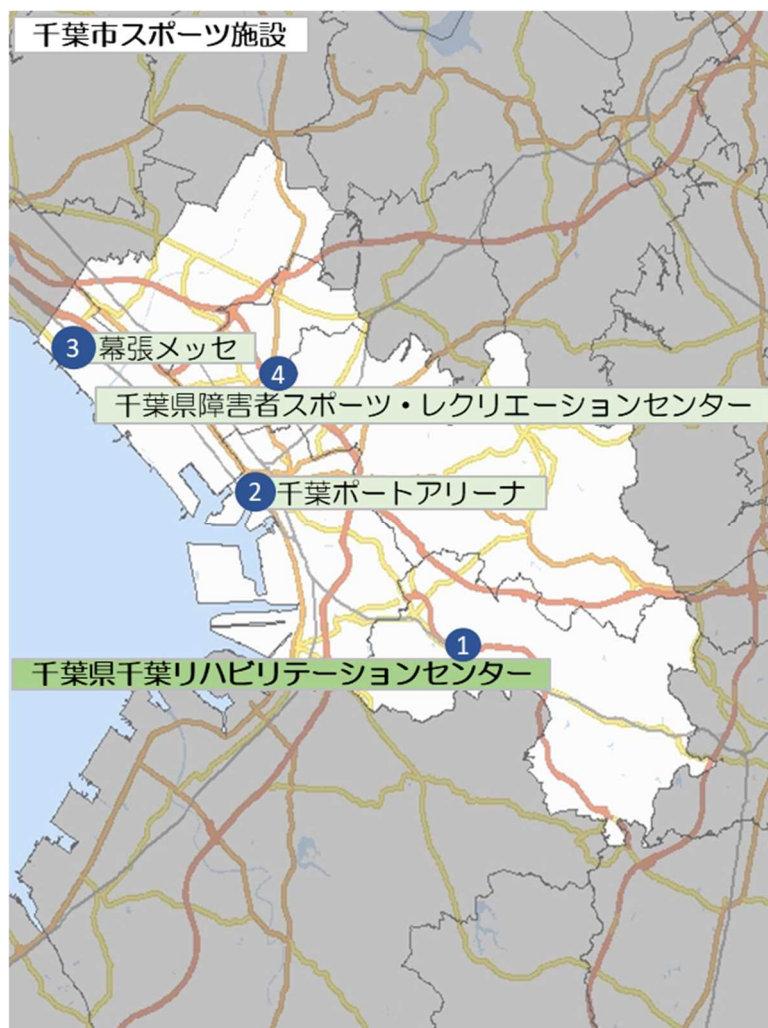 千葉市スポーツ施設
3 幕張メッセ
4
千葉県障害者スポーツ・レクリエーションセンター
2 千葉ポートアリーナ
1
千葉県千葉リハビリテーションセンター